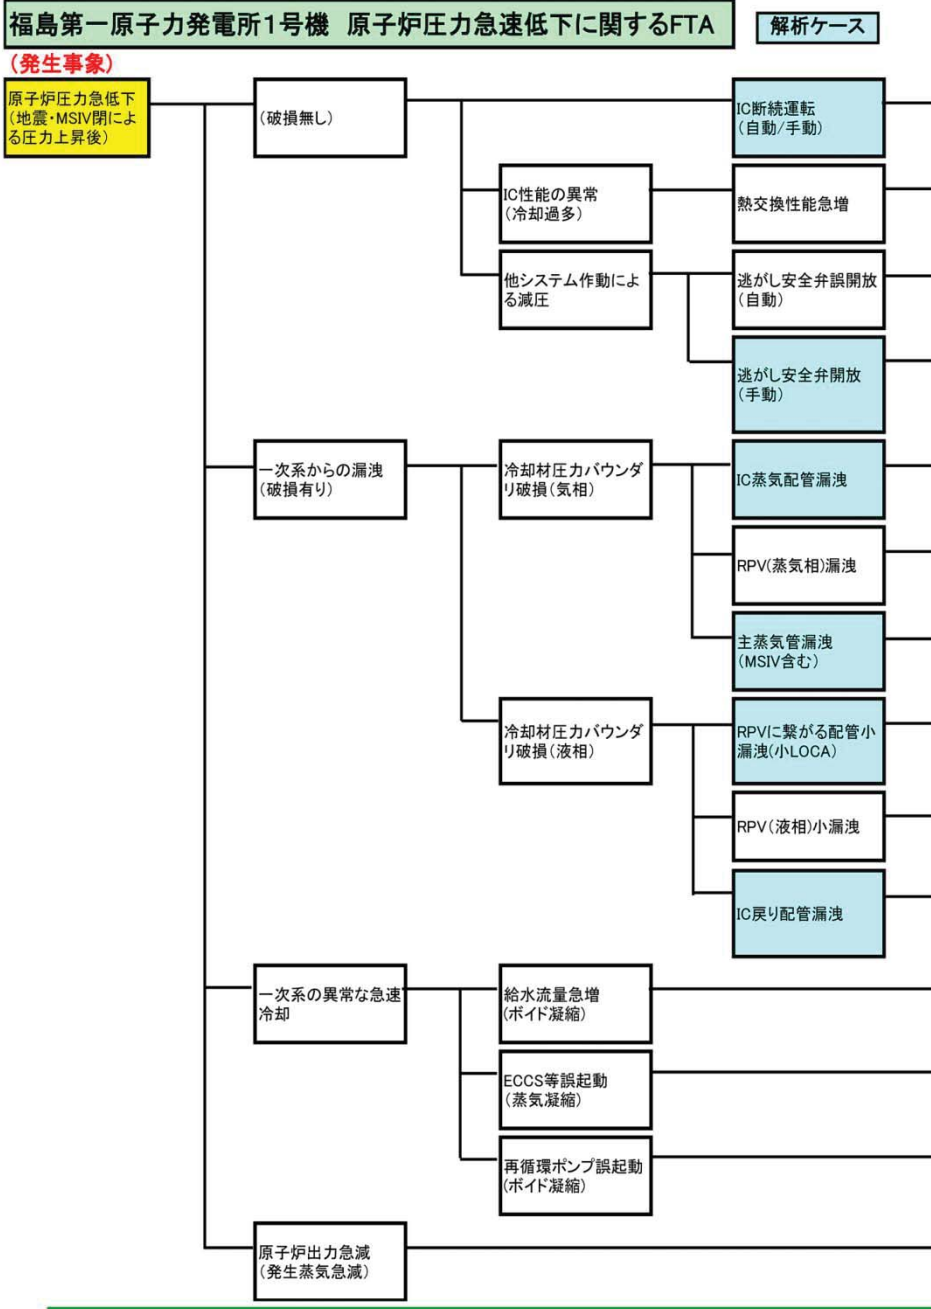 福島第一原子力発電所1号機 原子炉圧力急速低下に関するFTA
解析ケース
(発生事象)
原子炉圧力急低下
(地震・MSIV閉によ
る圧力上昇後)
(破損無し)
IC断続運転
(自動/手動)
IC性能の異常
(冷却過多)
熱交換性能急増
他システム作動によ
る減圧
逃がし安全弁誤開放
(自動)
逃がし安全弁開放
(手動)
一次系からの漏洩
(破損有り)
冷却材圧力バウンダ
リ破損(気相)
IC蒸気配管漏洩
RPV(蒸気相)漏洩
主蒸気管漏洩
(MSIV含む)
冷却材圧力バウンダ
リ破損(液相)
RPVに繋がる配管小
漏洩(小LOCA)
RPV(液相)小漏洩
IC戻り配管漏洩
一次系の異常な急速
冷却
給水流量急増
(ボイド凝縮)
ECCS等誤起動
(蒸気凝縮)
再循環ポンプ誤起動
(ボイド凝縮)
原子炉出力急減
(発生蒸気急減)